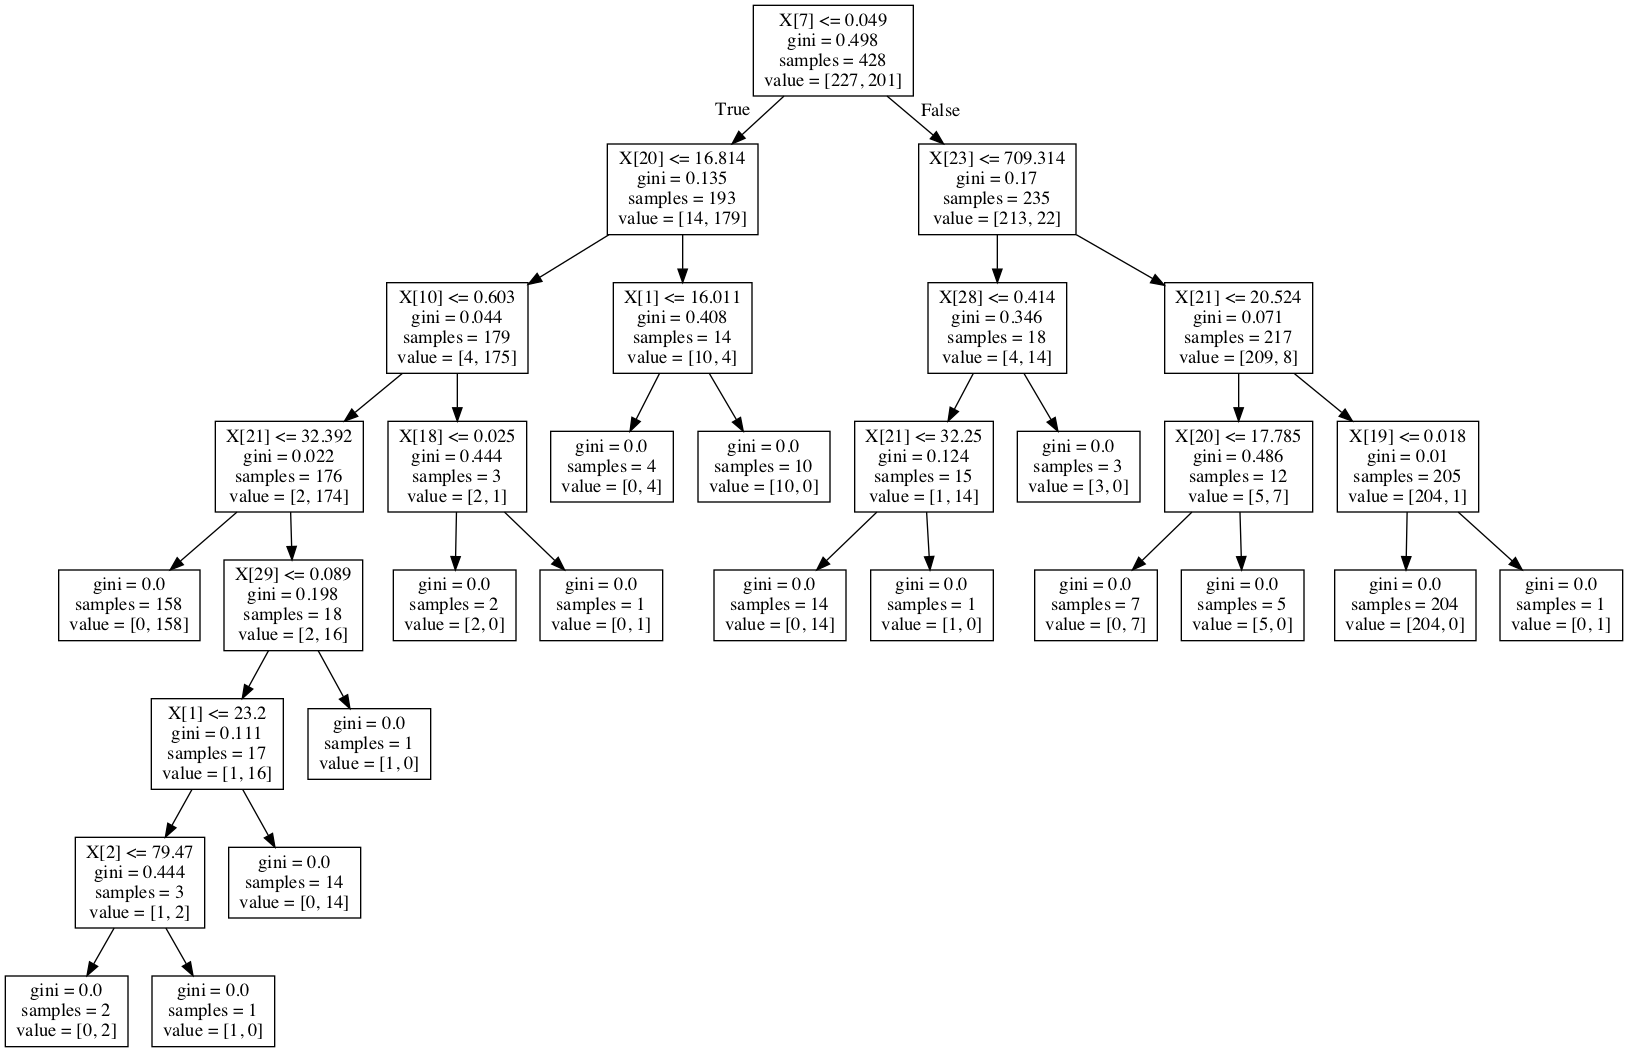 X[7] <= 0.049
gini = 0.498
samples = 428
value = [227, 201]
True
False
X[20] <= 16.814
gini = 0.135
samples = 193
value = [14, 179]
X[23] <= 709.314
gini = 0.17
samples = 235
value = [213, 22]
X[10] <= 0.603
gini = 0.044
samples = 179
value = [4, 175]
X[1] <= 16.011
gini = 0.408
samples = 14
value = [10, 4]
X[28] <= 0.414
gini = 0.346
samples = 18
value = [4, 14]
X[21] <= 20.524
gini = 0.071
samples = 217
value = [209, 8]
X[21] <= 32.392
gini = 0.022
samples = 176
value = [2, 174]
X[18] <= 0.025
gini = 0.444
samples = 3
value = [2, 1]
gini = 0.0
samples = 4
value = [0, 4]
gini = 0.0
samples = 10
value = [10, 0]
X[21] <= 32.25
gini = 0.124
samples = 15
value = [1, 14]
gini = 0.0
samples = 3
value = [3, 0]
X[20] <= 17.785
gini = 0.486
samples = 12
value = [5, 7]
X[19] <= 0.018
gini = 0.01
samples = 205
value = [204, 1]
gini = 0.0
samples = 158
value = [0, 158]
X[29] <= 0.089
gini = 0.198
samples = 18
value = [2, 16]
gini = 0.0
samples = 2
value = [2, 0]
gini = 0.0
samples = 1
value = [0, 1]
gini = 0.0
samples = 14
value = [0, 14]
gini = 0.0
samples = 1
value = [1, 0]
gini = 0.0
samples = 7
value = [0, 7]
gini = 0.0
samples = 5
value = [5, 0]
gini = 0.0
samples = 204
value = [204, 0]
gini = 0.0
samples = 1
value = [0, 1]
X[1] <= 23.2
gini = 0.111
samples = 17
value = [1, 16]
gini = 0.0
samples = 1
value = [1, 0]
X[2] <= 79.47
gini = 0.444
samples = 3
value = [1, 2]
gini = 0.0
samples = 14
value = [0, 14]
gini = 0.0
samples = 2
value = [0, 2]
gini = 0.0
samples = 1
value = [1, 0]